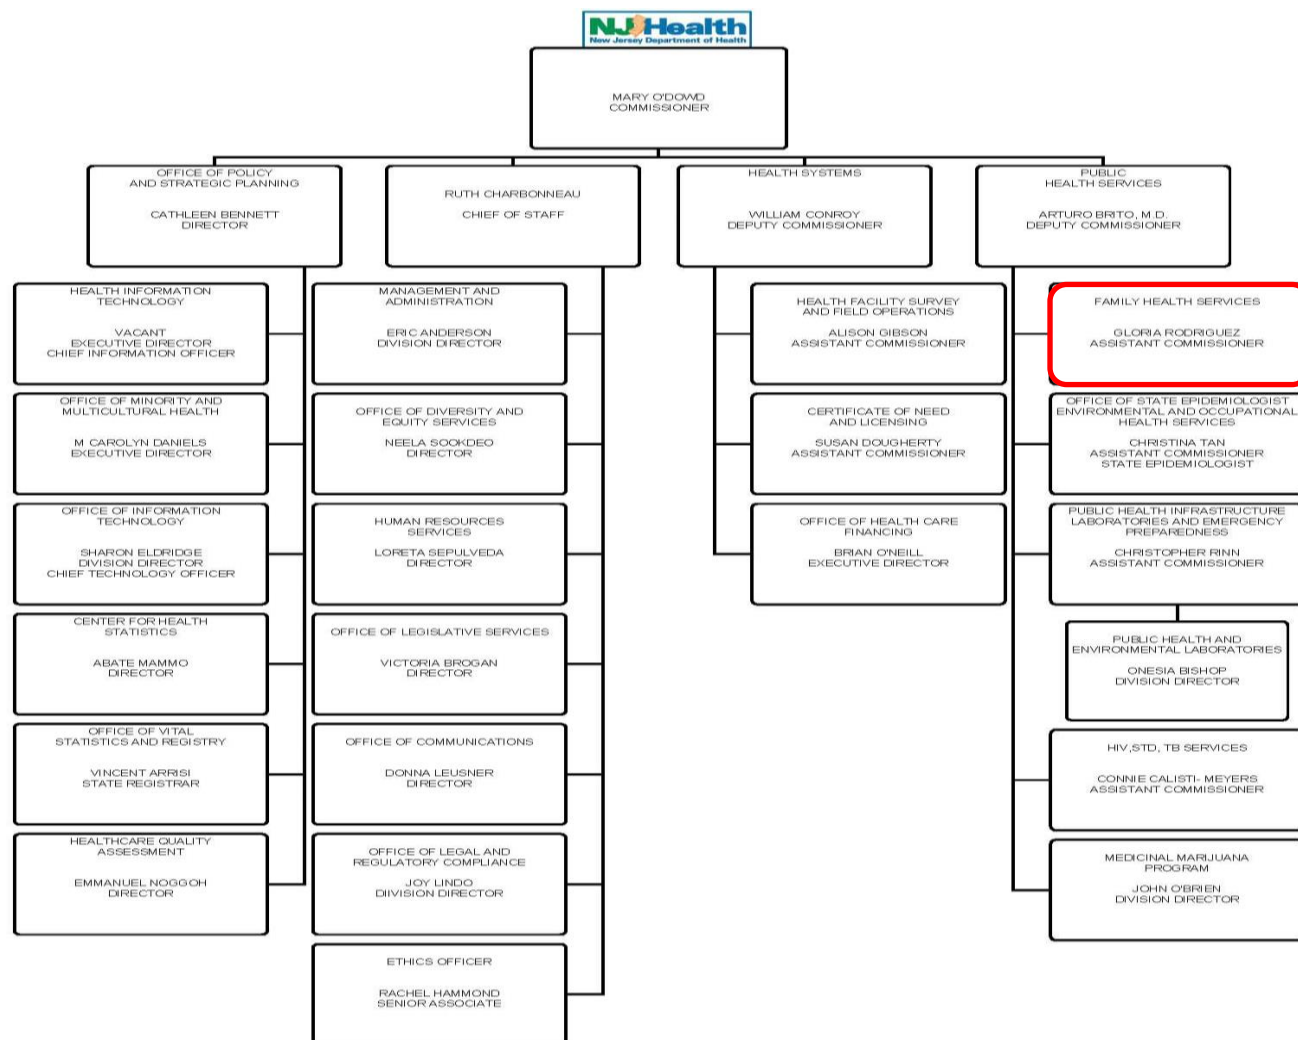 NJ Health
New Jersey Department of Health
MARY O'DOWD
COMMISSIONER
OFFICE OF POLICY
AND STRATEGIC PLANNING
CATHLEEN BENNETT
DIRECTOR
RUTH CHARBONNEAU
CHIEF OF STAFF
HEALTH SYSTEMS
WILLIAM CONROY
DEPUTY COMMISSIONER
PUBLIC
HEALTH SERVICES
ARTURO BRITO, M.D.
DEPUTY COMMISSIONER
HEALTH INFORMATION
TECHNOLOGY
VACANT
EXECUTIVE DIRECTOR
CHIEF INFORMATION OFFICER
OFFICE OF MINORITY AND
MULTICULTURAL HEALTH
M CAROLYN DANIELS
EXECUTIVE DIRECTOR
OFFICE OF INFORMATION
TECHNOLOGY
SHARON ELDRIDGE
DIVISION DIRECTOR
CHIEF TECHNOLOGY OFFICER
CENTER FOR HEALTH
STATISTICS
ABATE MAMMO
DIRECTOR
OFFICE OF VITAL
STATISTICS AND REGISTRY
VINCENT ARRISI
STATE REGISTRAR
HEALTHCARE QUALITY
ASSESSMENT
EMMANUEL NOGGOH
DIRECTOR
MANAGEMENT AND
ADMINISTRATION
ERIC ANDERSON
DIVISION DIRECTOR
OFFICE OF DIVERSITY AND
EQUITY SERVICES
NEELA SOOKDEO
DIRECTOR
HUMAN RESOURCES
SERVICES
LORETA SEPULVEDA
DIRECTOR
OFFICE OF LEGISLATIVE SERVICES
VICTORIA BROGAN
DIRECTOR
OFFICE OF COMMUNICATIONS
DONNA LEUSNER
DIRECTOR
OFFICE OF LEGAL AND
REGULATORY COMPLIANCE
JOY LINDO
DIIVISION DIRECTOR
ETHICS OFFICER
RACHEL HAMMOND
SENIOR ASSOCIATE
HEALTH FACILITY SURVEY
AND FIELD OPERATIONS
ALISON GIBSON
ASSISTANT COMMISSIONER
CERTIFICATE OF NEED
AND LICENSING
SUSAN DOUGHERTY
ASSISTANT COMMISSIONER
OFFICE OF HEALTH CARE
FINANCING
BRIAN O'NEILL
EXECUTIVE DIRECTOR
FAMILY HEALTH SERVICES
GLORIA RODRIGUEZ
ASSISTANT COMMISSIONER
OFFICE OF STATE EPIDEMIOLOGIST
ENVIRONMENTAL AND OCCUPATIONAL
HEALTH SERVICES
CHRISTINA TAN
ASSISTANT COMMISSIONER
STATE EPIDEMIOLOGIST
PUBLIC HEALTH INFRASTRUCTURE
LABORATORIES AND EMERGENCY
PREPAREDNESS
CHRISTOPHER RINN
ASSISTANT COMMISSIONER
PUBLIC HEALTH AND
ENVIRONMENTAL LABORATORIES
ONESIA BISHOP
DIVISION DIRECTOR
HIV,STD, TB SERVICES
CONNIE CALISTI- MEYERS
ASSISTANT COMMISSIONER
MEDICINAL MARIJUANA
PROGRAM
JOHN O'BRIEN
DIVISION DIRECTOR